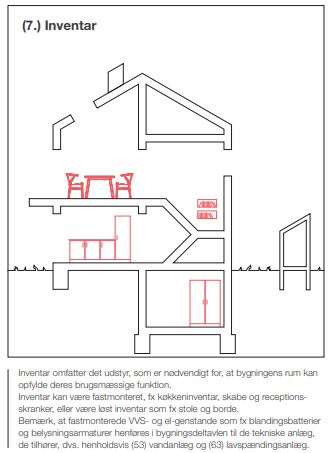 (7.) Inventar
Inventar omfatter det udstyr, som er nødvendigt for, at bygningens rum kan
opfylde deres brugsmæssige funktion.
Inventar kan være fastmonteret, fx køkkeninventar, skabe og receptions-
skranker, eller være løst inventar som fx stole og borde.
Bemærk, at fastmonterede VVS- og el-genstande som fx blandingsbatterier
og belysningsarmaturer henføres i bygningsdeltavlen til de tekniske anlæg,
de tilhører, dvs. henholdsvis (53) vandanlæg og (63) lavspændingsanlæg.